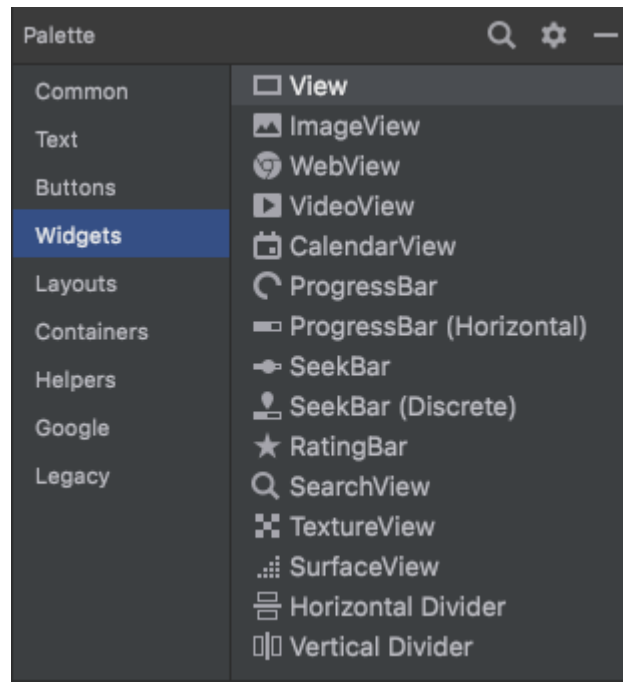 Palette
Common
Text
Buttons
Widgets
Layouts
Containers
Helpers
Google
Legacy
View
ImageView
WebView
VideoView
CalendarView
ProgressBar
ProgressBar (Horizontal)
SeekBar
SeekBar (Discrete)
RatingBar
SearchView
TextureView
SurfaceView
Horizontal Divider
Vertical Divider